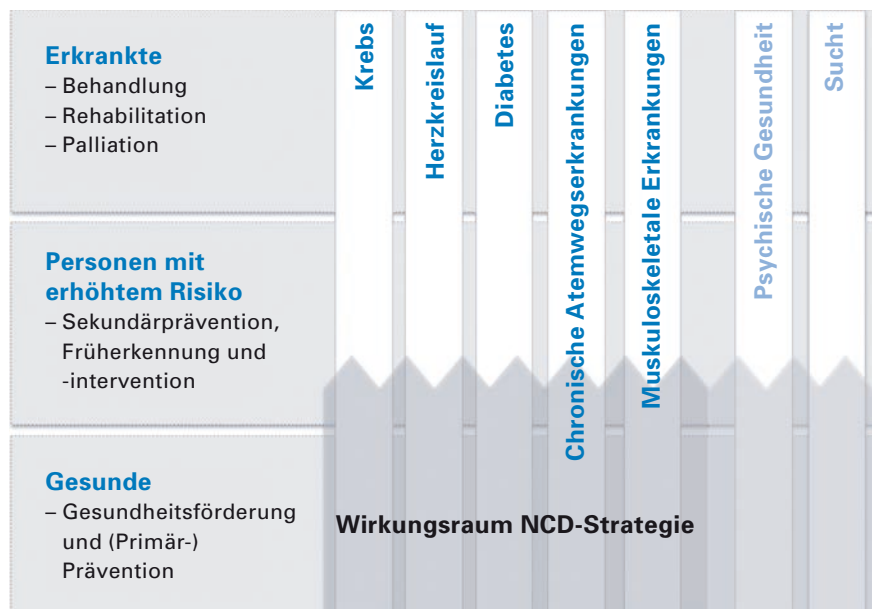 Erkrankte
– Behandlung
– Rehabilitation
– Palliation
Personen mit
erhöhtem Risiko
– Sekundärprävention,
Früherkennung und
-intervention
Gesunde
– Gesundheitsförderung
und (Primär-)
Prävention
Krebs
Herzkreislauf
Diabetes
Chronische Atemwegserkrankungen
Muskuloskeletale Erkrankungen
Psychische Gesundheit
Sucht
Wirkungsraum NCD-Strategie